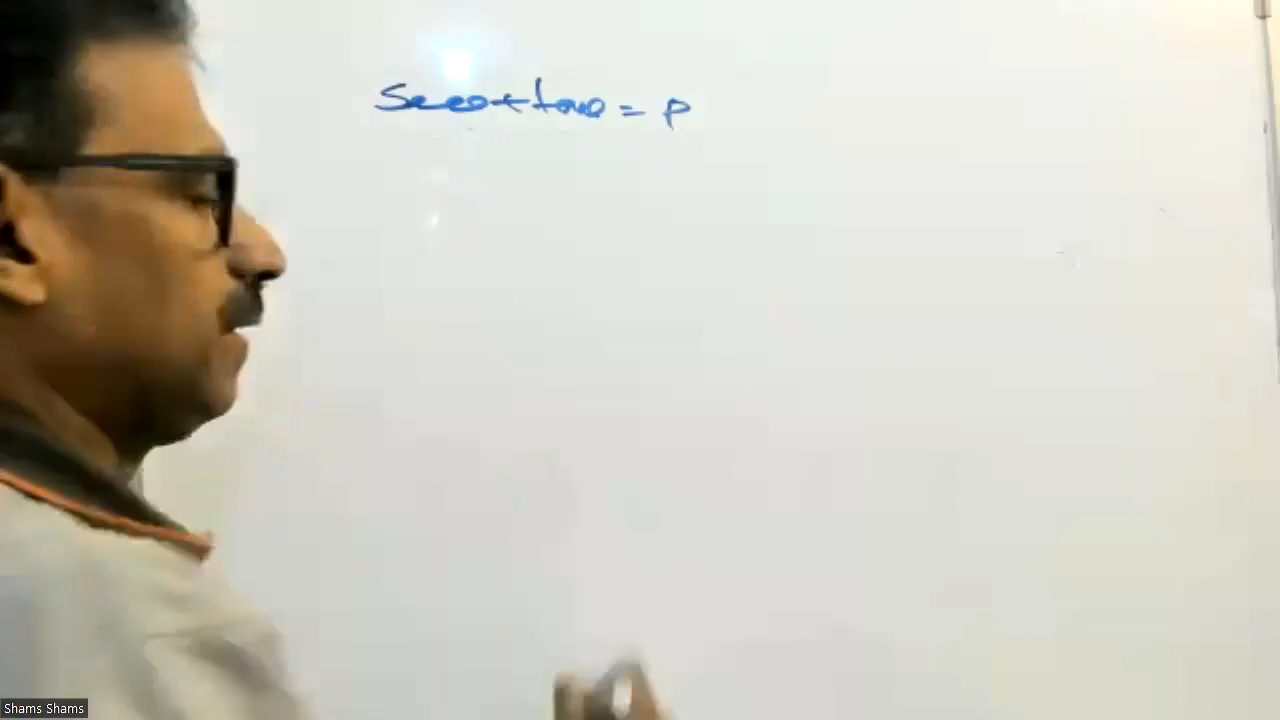 Secθ + tanθ = P
Shams Shams